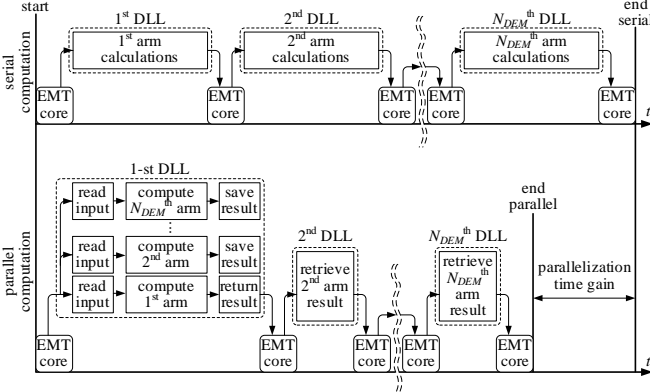 start
end serial
serial computation
1st DLL
2nd DLL
NDEMth DLL
1st arm calculations
2nd arm calculations
NDEMth arm calculations
EMT core
EMT core
EMT core
EMT core
EMT core
t
parallel computation
1-st DLL
read input
compute NDEMth arm
save result
⋮
read input
compute 2nd arm
save result
read input
compute 1st arm
return result
2nd DLL
retrieve 2nd arm result
NDEMth DLL
retrieve NDEMth arm result
end parallel
parallelization time gain
EMT core
EMT core
EMT core
EMT core
EMT core
t